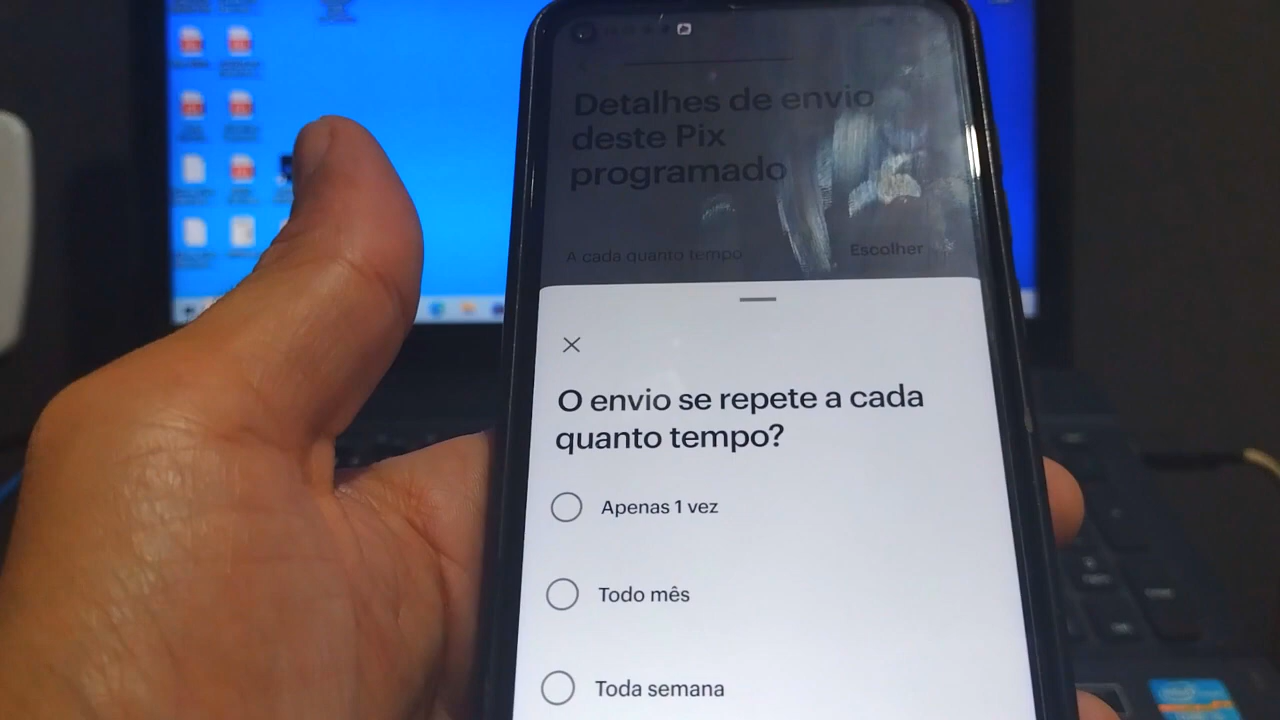 Detalhes de envio
deste Pix
programado
A cada quanto tempo
Escolher
O envio se repete a cada
quanto tempo?
Apenas 1 vez
Todo mês
Toda semana